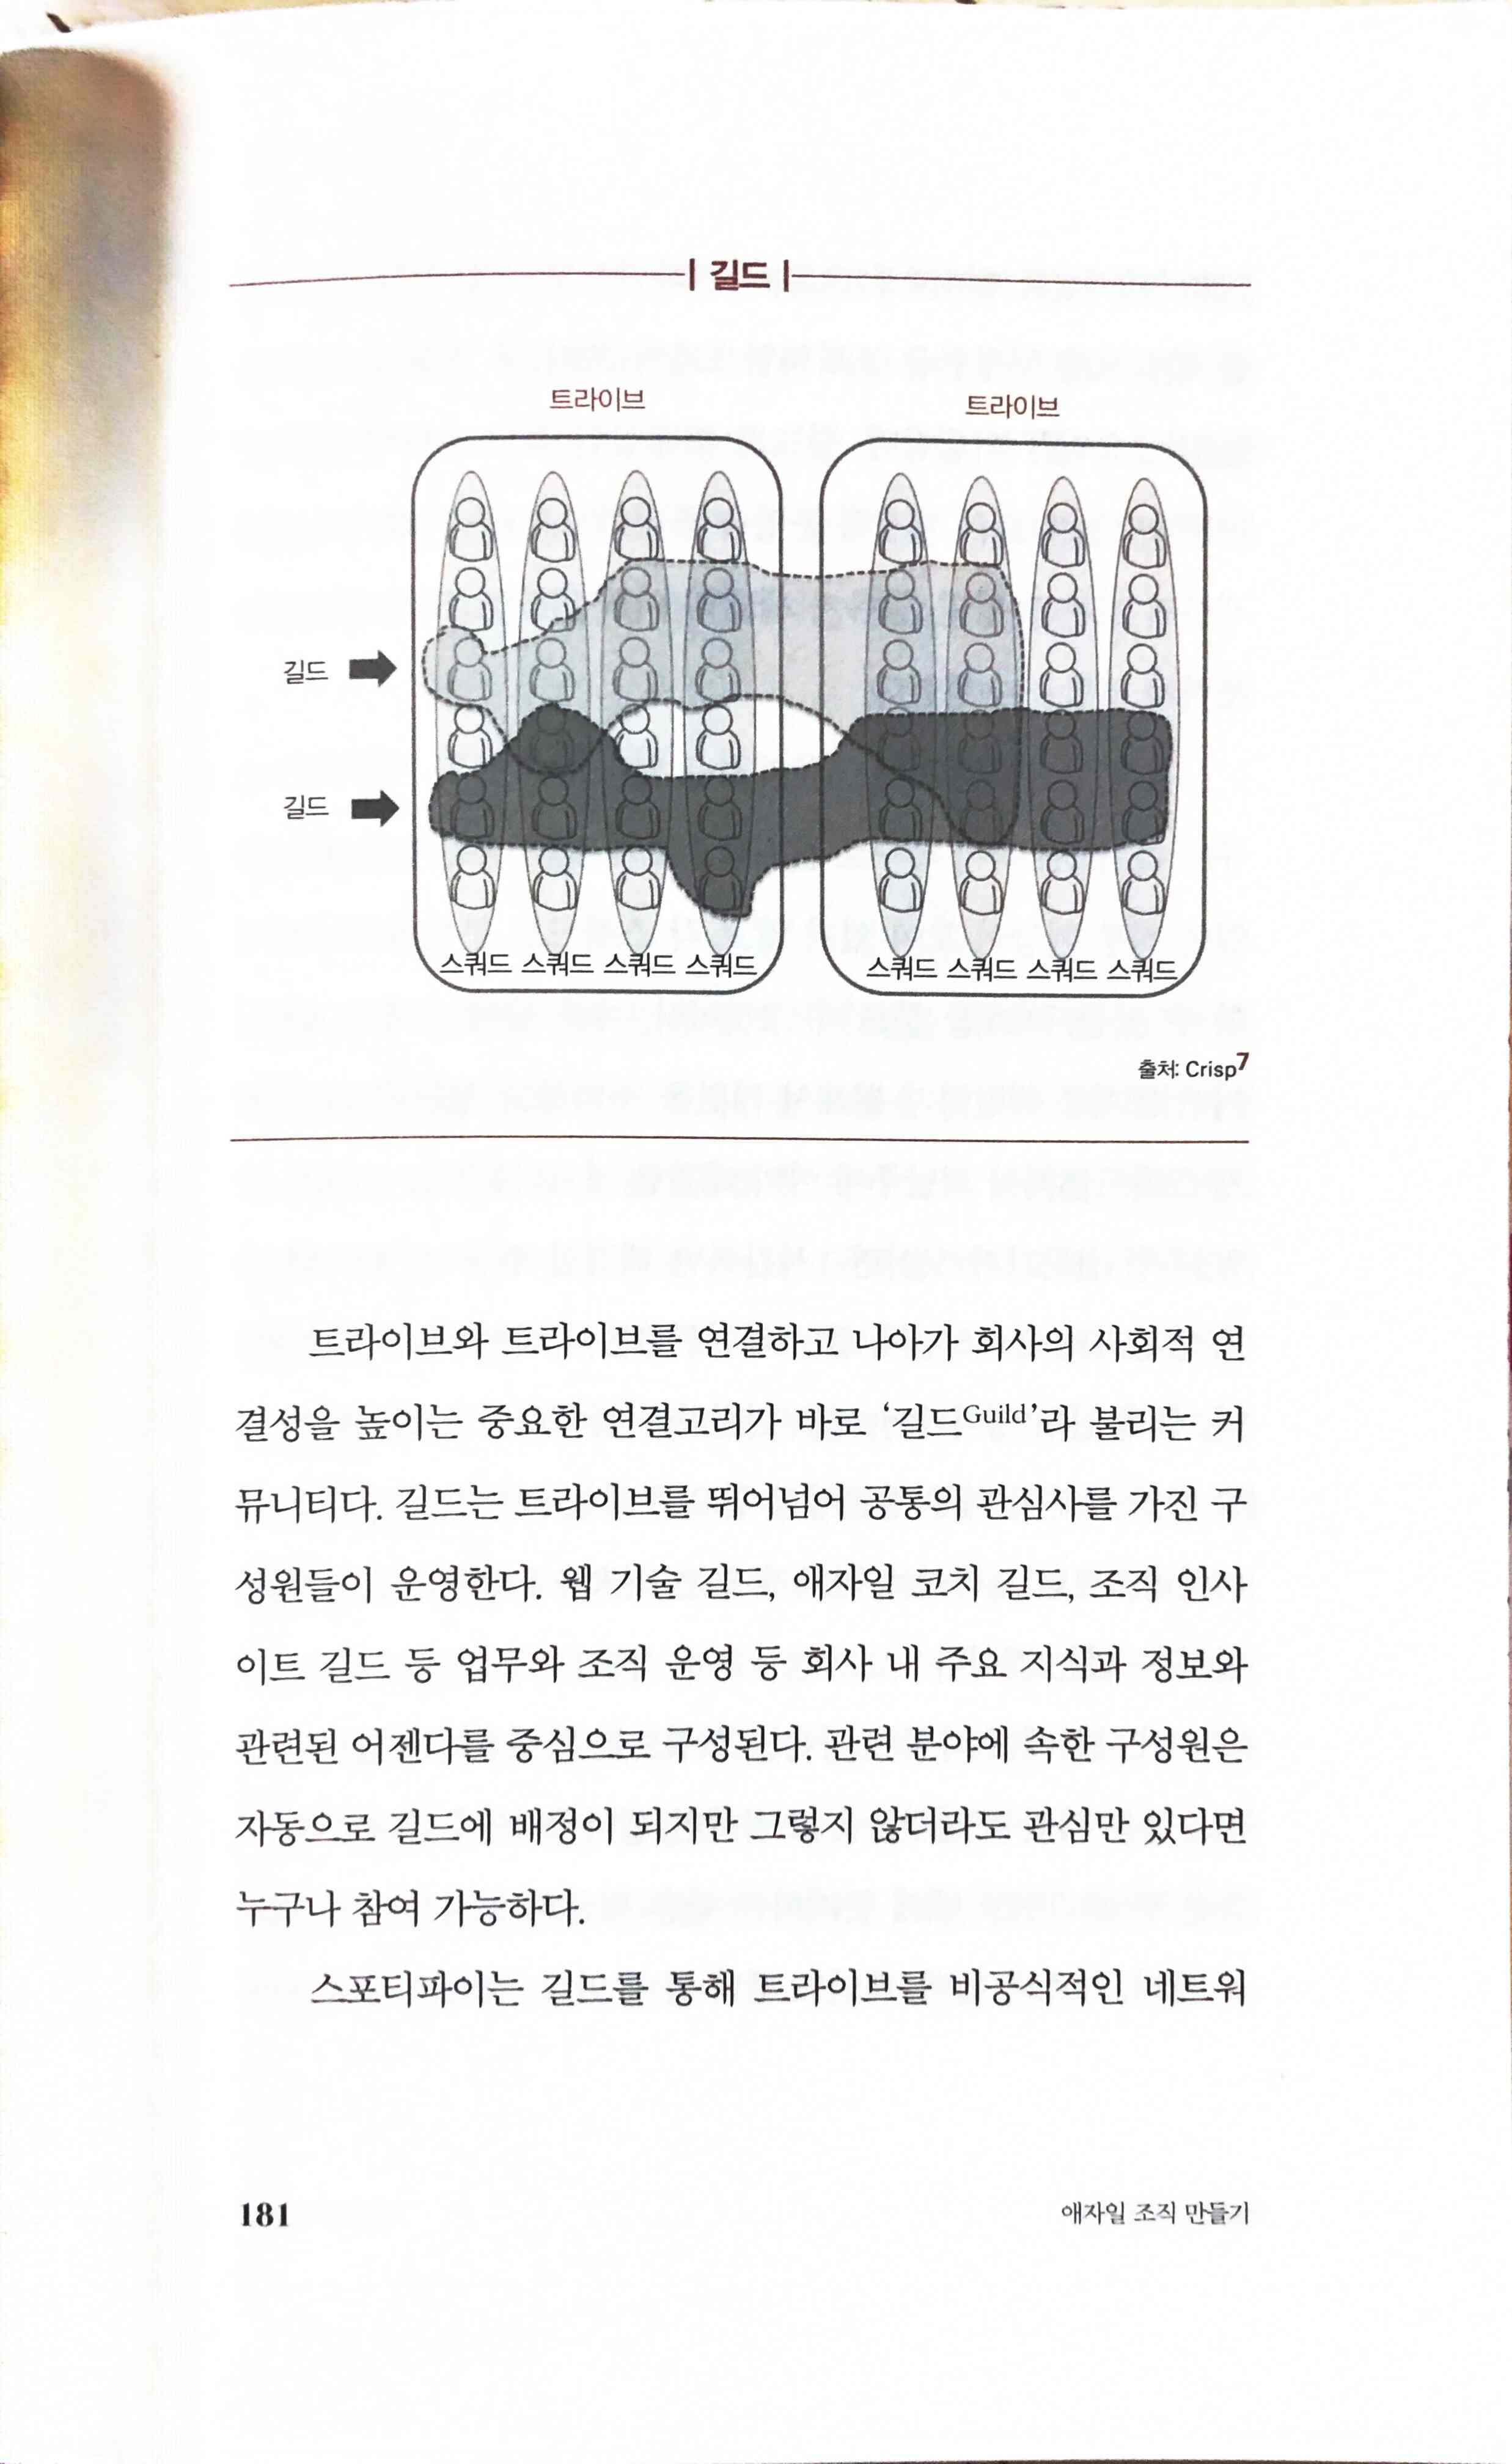 길드
트라이브
트라이브
길드
길드
스쿼드 스쿼드 스쿼드 스쿼드
스쿼드 스쿼드 스쿼드 스쿼드
출처: Crisp7
트라이브와 트라이브를 연결하고 나아가 회사의 사회적 연
결성을 높이는 중요한 연결고리가 바로 ‘길드Guild’라 불리는 커
뮤니티다. 길드는 트라이브를 뛰어넘어 공통의 관심사를 가진 구
성원들이 운영한다. 웹 기술 길드, 애자일 코치 길드, 조직 인사
이트 길드 등 업무와 조직 운영 등 회사 내 주요 지식과 정보와
관련된 어젠다를 중심으로 구성된다. 관련 분야에 속한 구성원은
자동으로 길드에 배정이 되지만 그렇지 않더라도 관심만 있다면
누구나 참여 가능하다.
스포티파이는 길드를 통해 트라이브를 비공식적인 네트워
181
애자일 조직 만들기